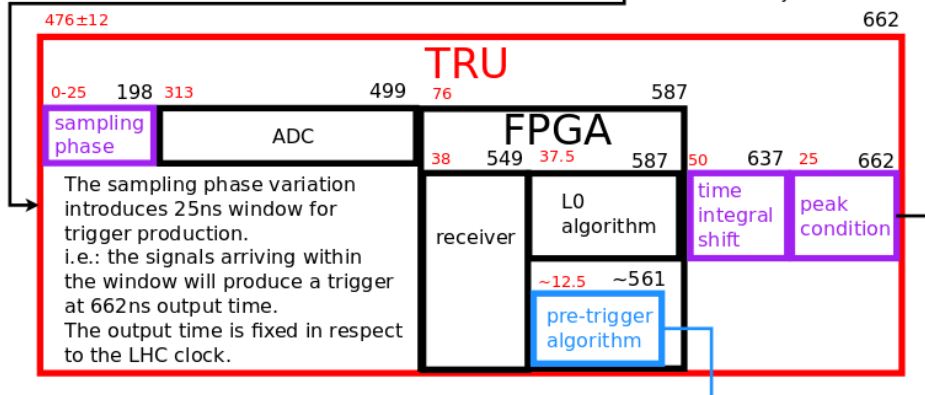 476±12 662
TRU
0-25 198 313 499 76 587
sampling
phase
ADC
FPGA
38 549 37.5 587 50 637 25 662
receiver
L0
algorithm
time
integral
shift
peak
condition
~12.5 ~561
pre-trigger
algorithm
The sampling phase variation
introduces 25ns window for
trigger production.
i.e.: the signals arriving within
the window will produce a trigger
at 662ns output time.
The output time is fixed in respect
to the LHC clock.